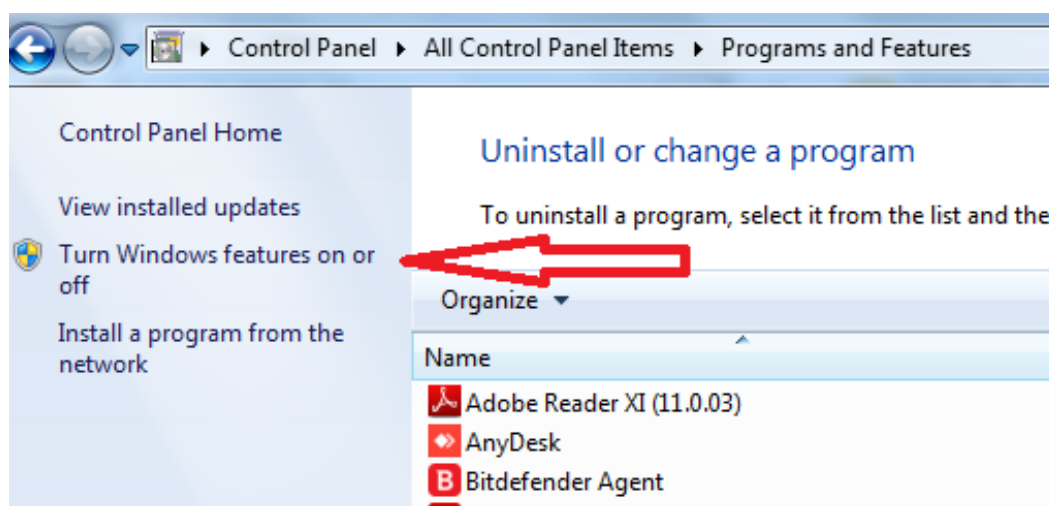 Control Panel ▸ All Control Panel Items ▸ Programs and Features
Control Panel Home
View installed updates
Turn Windows features on or
off
Install a program from the
network
Uninstall or change a program
To uninstall a program, select it from the list and the
Organize
Name
Adobe Reader XI (11.0.03)
AnyDesk
B Bitdefender Agent